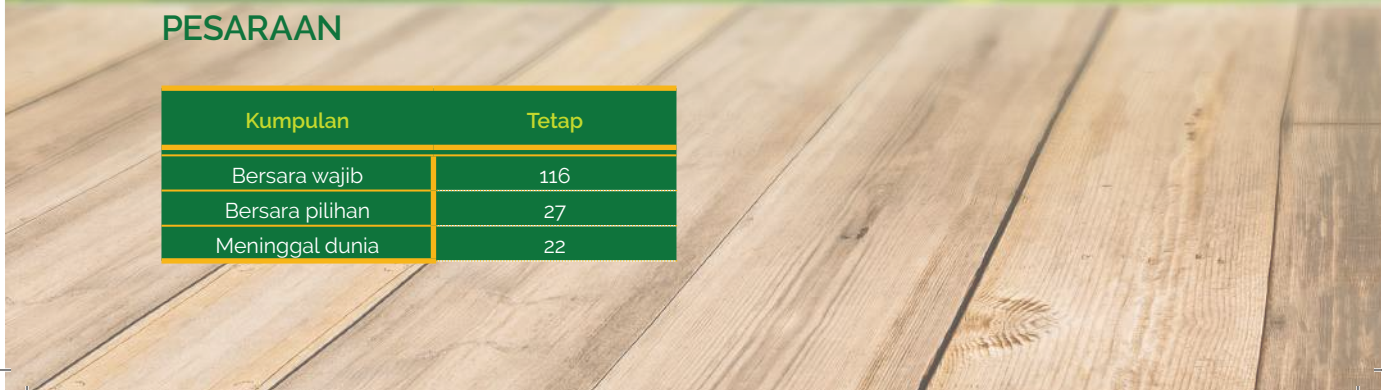 PESARAAN
Kumpulan Tetap
Bersara wajib 116
Bersara pilihan 27
Meninggal dunia 22